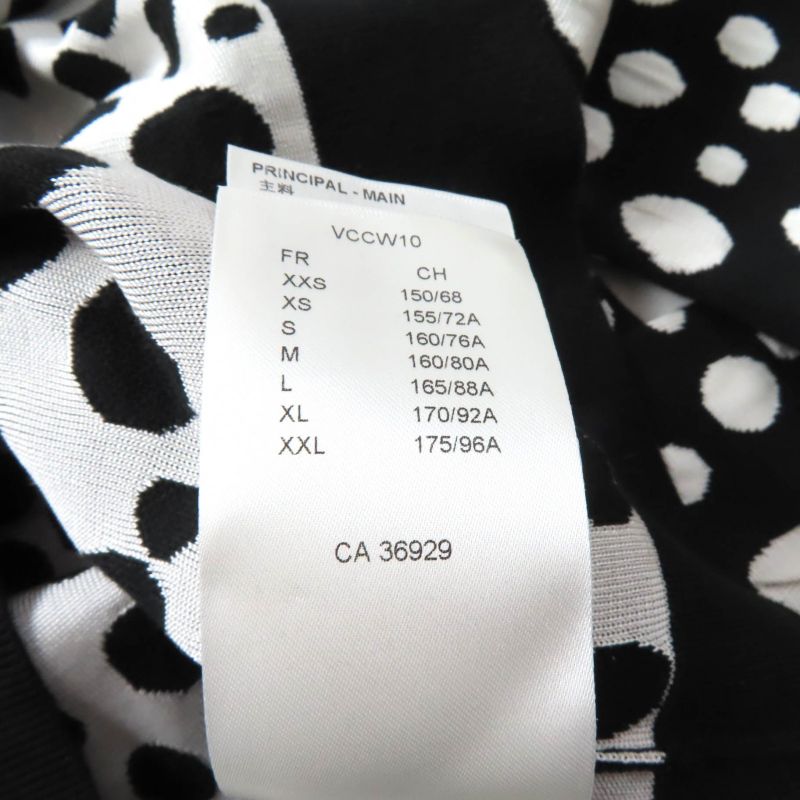 PRINCIPAL - MAIN
主料
VCCW10
FR CH
XXS 150/68
XS 155/72A
S 160/76A
M 160/80A
L 165/88A
XL 170/92A
XXL 175/96A
CA 36929